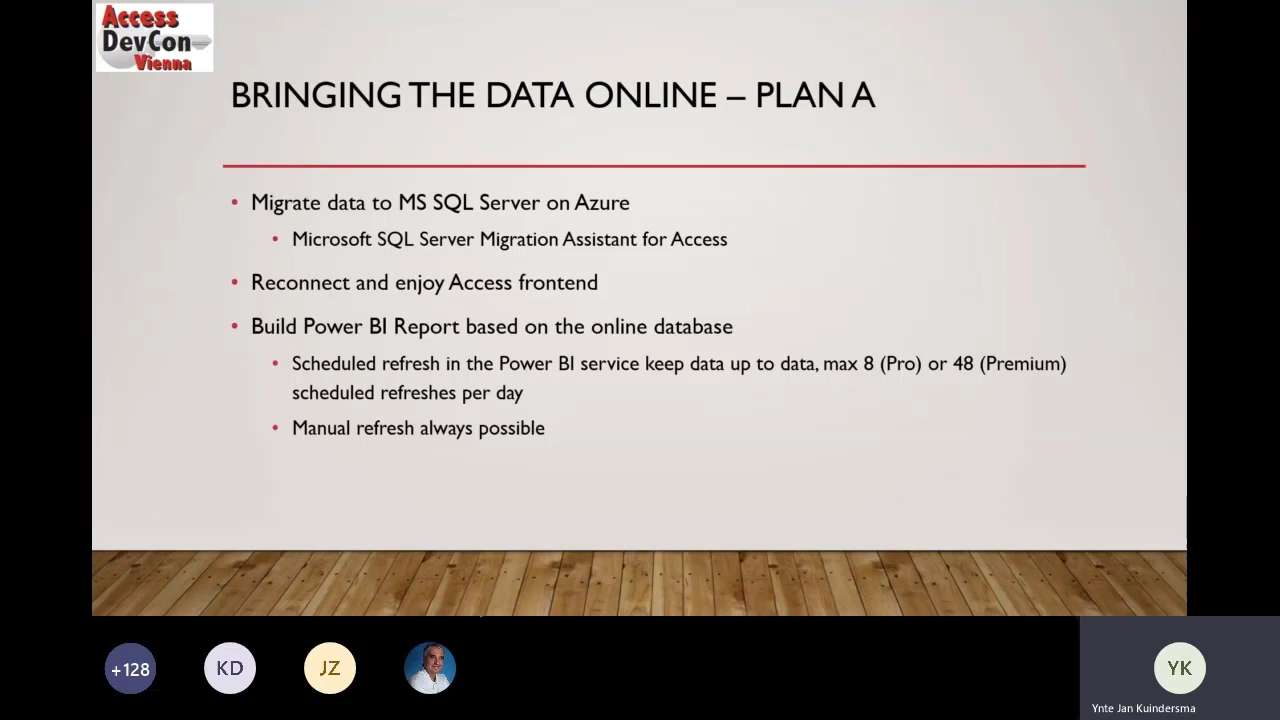 Access
DevCon
Vienna
BRINGING THE DATA ONLINE – PLAN A
• Migrate data to MS SQL Server on Azure
• Microsoft SQL Server Migration Assistant for Access
• Reconnect and enjoy Access frontend
• Build Power BI Report based on the online database
• Scheduled refresh in the Power BI service keep data up to data, max 8 (Pro) or 48 (Premium)
scheduled refreshes per day
• Manual refresh always possible
+128
KD
JZ
YK
Ynte Jan Kuindersma